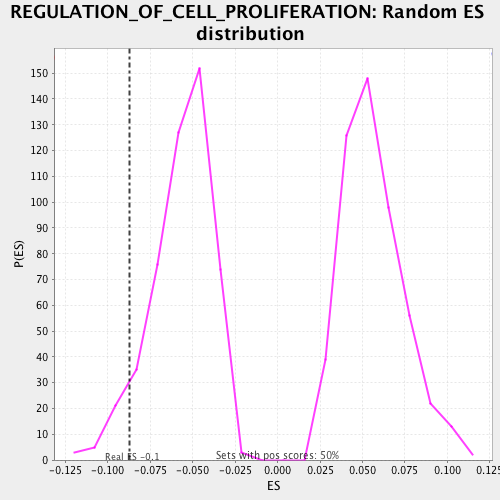 REGULATION_OF_CELL_PROLIFERATION: Random ES
distribution
P(ES)
150
140
130
120
110
100
90
80
70
60
50
40
30
20
10
0
Real ES -0.1
Sets with pos scores: 50%
-0.125 -0.100 -0.075 -0.050 -0.025 0.000 0.025 0.050 0.075 0.100 0.125
ES